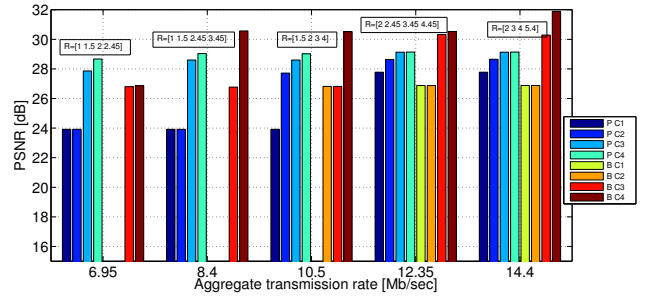 PSNR [dB]
32
30
28
26
24
22
20
18
16
R=[1 1.5 2 2.45]
R=[1 1.5 2.45 3.45]
R=[1.5 2 3 4]
R=[2 2.45 3.45 4.45]
R=[2 3 4 5.4]
P C1
P C2
P C3
P C4
B C1
B C2
B C3
B C4
6.95
8.4
10.5
12.35
14.4
Aggregate transmission rate [Mb/sec]